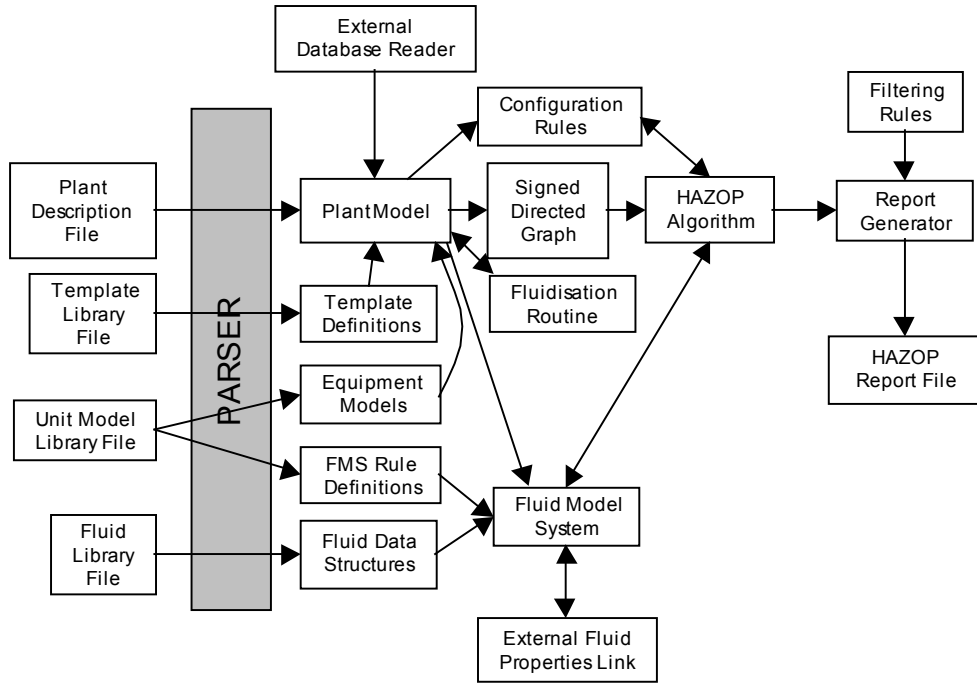 External
Database Reader
Filtering
Rules
Configuration
Rules
Plant
Description
File
Plant Model
Signed
Directed
Graph
HAZOP
Algorithm
Report
Generator
Template
Library
File
PARSER
Template
Definitions
Fluidisation
Routine
HAZOP
Report File
Equipment
Models
Unit Model
Library File
FMS Rule
Definitions
Fluid Model
System
Fluid
Library
File
Fluid Data
Structures
External Fluid
Properties Link